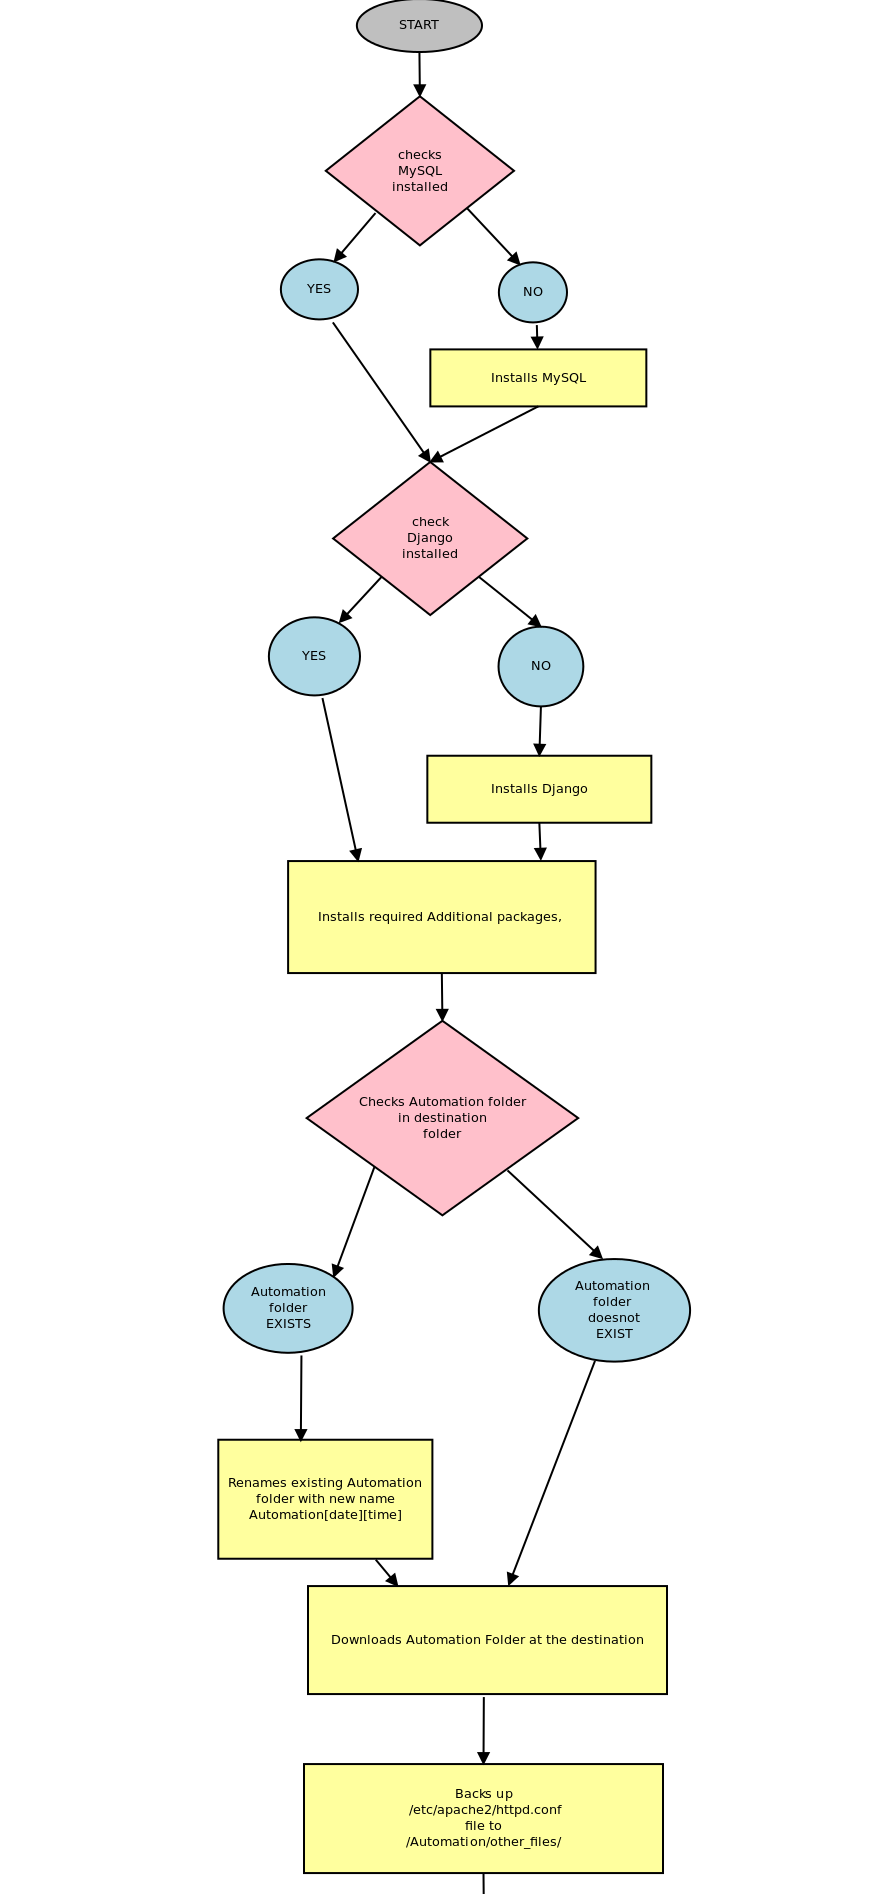 START
checks
MySQL
installed
YES
NO
Installs MySQL
check
Django
installed
YES
NO
Installs Django
Installs required Additional packages,
Checks Automation folder
in destination
folder
Automation
folder
EXISTS
Automation
folder
doesnot
EXIST
Renames existing Automation
folder with new name
Automation[date][time]
Downloads Automation Folder at the destination
Backs up
/etc/apache2/httpd.conf
file to
/Automation/other_files/